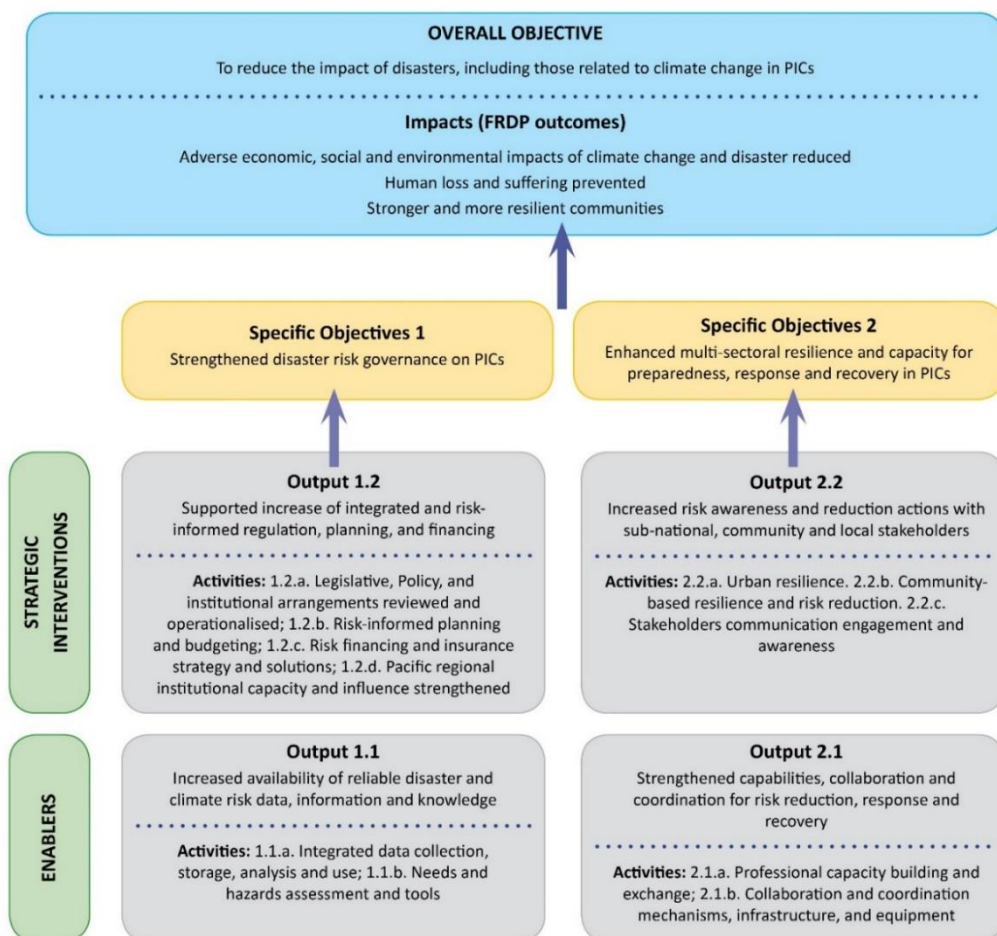 OVERALL OBJECTIVE
To reduce the impact of disasters, including those related to climate change in PICs
Impacts (FRDP outcomes)
Adverse economic, social and environmental impacts of climate change and disaster reduced
Human loss and suffering prevented
Stronger and more resilient communities
Specific Objectives 1
Strengthened disaster risk governance on PICs
Specific Objectives 2
Enhanced multi-sectoral resilience and capacity for
preparedness, response and recovery in PICs
STRATEGIC
INTERVENTIONS
Output 1.2
Supported increase of integrated and risk-
informed regulation, planning, and financing
Activities: 1.2.a. Legislative, Policy, and
institutional arrangements reviewed and
operationalised; 1.2.b. Risk-informed planning
and budgeting; 1.2.c. Risk financing and insurance
strategy and solutions; 1.2.d. Pacific regional
institutional capacity and influence strengthened
Output 2.2
Increased risk awareness and reduction actions with
sub-national, community and local stakeholders
Activities: 2.2.a. Urban resilience. 2.2.b. Community-
based resilience and risk reduction. 2.2.c.
Stakeholders communication engagement and
awareness
ENABLERS
Output 1.1
Increased availability of reliable disaster and
climate risk data, information and knowledge
Activities: 1.1.a. Integrated data collection,
storage, analysis and use; 1.1.b. Needs and
hazards assessment and tools
Output 2.1
Strengthened capabilities, collaboration and
coordination for risk reduction, response and
recovery
Activities: 2.1.a. Professional capacity building and
exchange; 2.1.b. Collaboration and coordination
mechanisms, infrastructure, and equipment